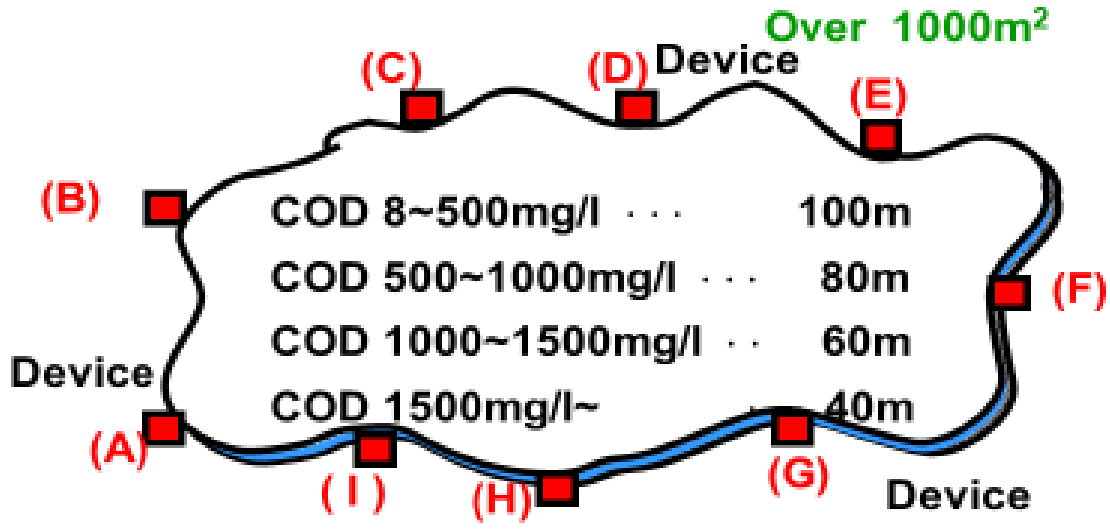 Over 1000m²
(C)
(D)
Device
(E)
(B)
COD 8~500mg/l ··· 100m
COD 500~1000mg/l ··· 80m
(F)
COD 1000~1500mg/l ·· 60m
Device
COD 1500mg/l~ · 40m
(A)
(I)
(H)
(G)
Device